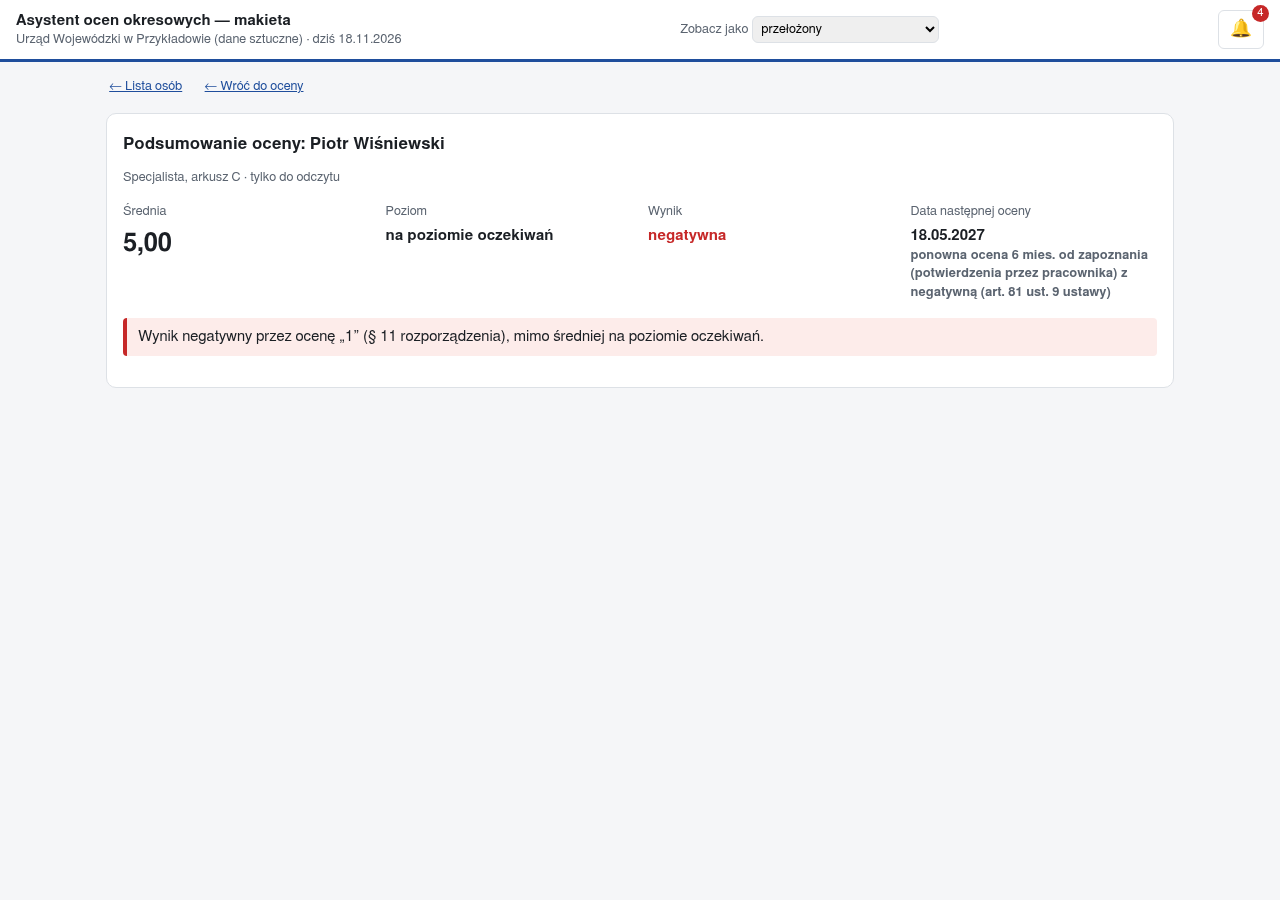 Asystent ocen okresowych — makieta
Urząd Wojewódzki w Przykładowie (dane sztuczne) · dziś 18.11.2026
Zobacz jako przełożony
4
← Lista osób ← Wróć do oceny
Podsumowanie oceny: Piotr Wiśniewski
Specjalista, arkusz C · tylko do odczytu
Średnia
5,00
Poziom
na poziomie oczekiwań
Wynik
negatywna
Data następnej oceny
18.05.2027
ponowna ocena 6 mies. od zapoznania
(potwierdzenia przez pracownika) z
negatywną (art. 81 ust. 9 ustawy)
Wynik negatywny przez ocenę „1” (§ 11 rozporządzenia), mimo średniej na poziomie oczekiwań.